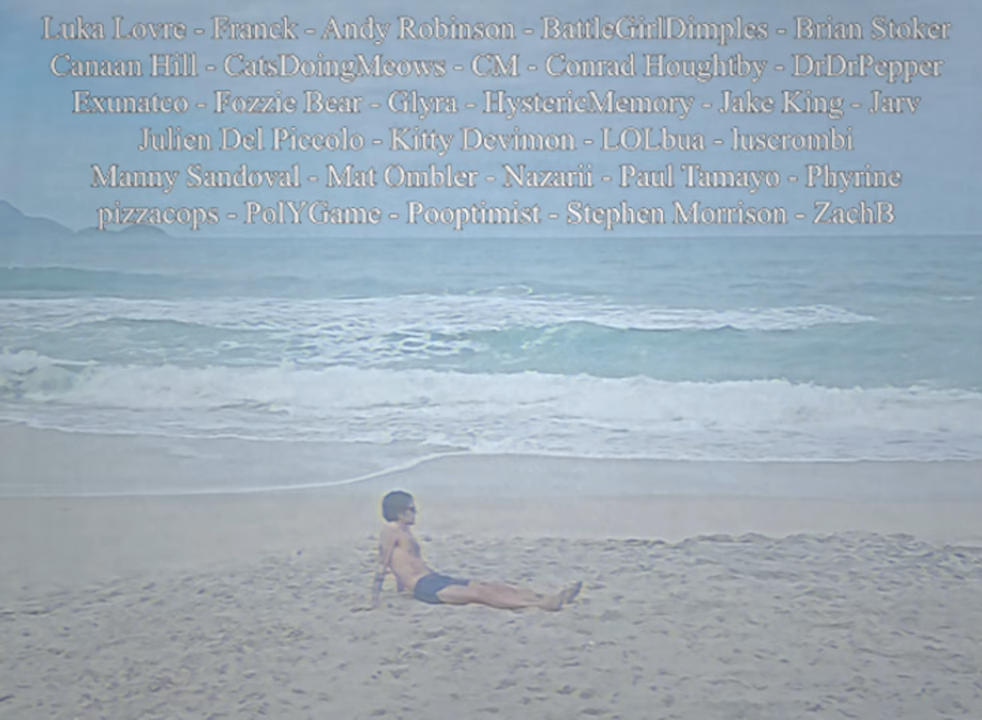 Luka Lovre - Franck - Andy Robinson - BattleGirlDimples - Brian Stoker
Canaan Hill - CatsDoingMeows - CM - Conrad Houghtby - DrDrPepper
Exunatco - Fozzie Bear - Glyra - HystericMemory - Jake King - Jarv
Julien Del Piccolo - Kitty Devimon - LOLbua - luscrombi
Manny Sandoval - Mat Ombler - Nazarii - Paul Tamayo - Phyrine
pizzacops - PolYGame - Pooptimist - Stephen Morrison - ZachB